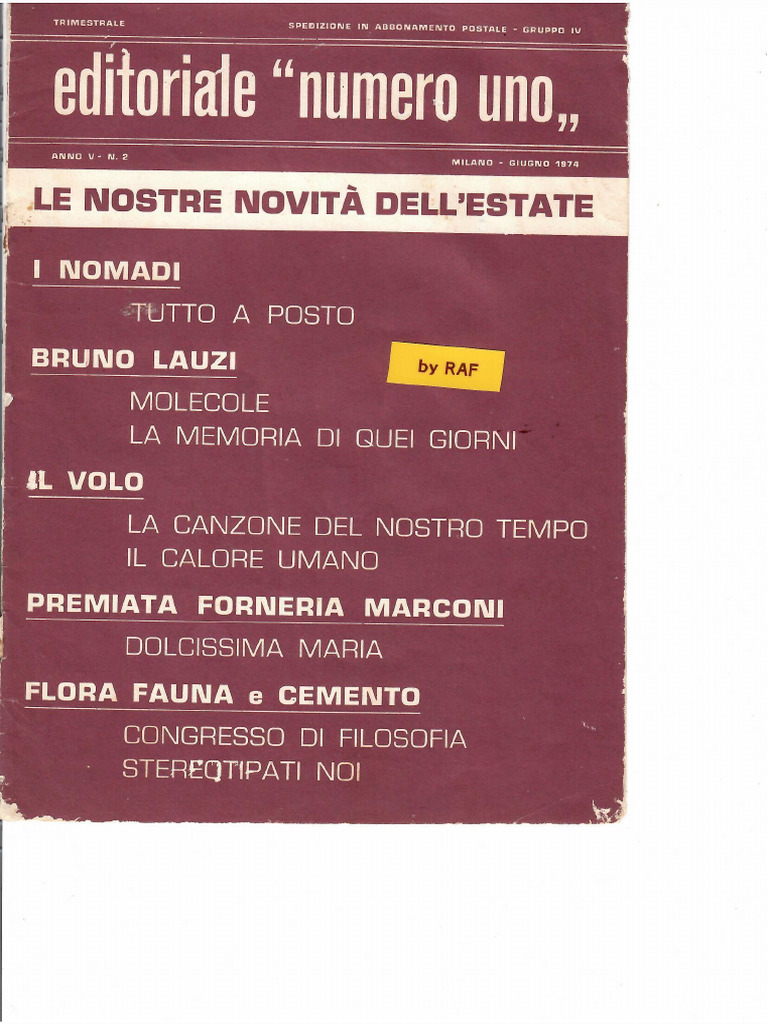 TRIMESTRALE
SPEDIZIONE IN ABBONAMENTO POSTALE - GRUPPO IV
editoriale “numero uno„
ANNO V - N. 2
MILANO - GIUGNO 1974
LE NOSTRE NOVITÀ DELL'ESTATE
I NOMADI
TUTTO A POSTO
BRUNO LAUZI
by RAF
MOLECOLE
LA MEMORIA DI QUEI GIORNI
IL VOLO
LA CANZONE DEL NOSTRO TEMPO
IL CALORE UMANO
PREMIATA FORNERIA MARCONI
DOLCISSIMA MARIA
FLORA FAUNA e CEMENTO
CONGRESSO DI FILOSOFIA
STEREOTIPATI NOI